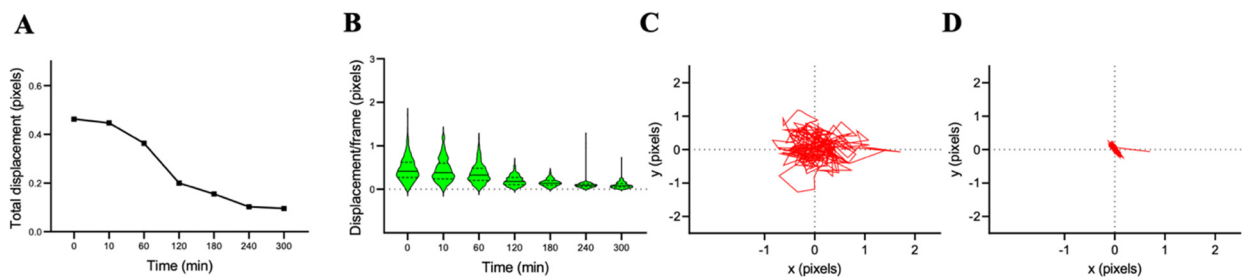 A
Total displacement (pixels)
0.6
0.4
0.2
0.0
0 10 60 120 180 240 300
Time (min)
B
Displacement/frame (pixels)
3
2
1
0
0 10 60 120 180 240 300
Time (min)
C
y (pixels)
2
1
0
-1
-2
-1 0 1 2
x (pixels)
D
y (pixels)
2
1
0
-1
-2
-1 0 1 2
x (pixels)